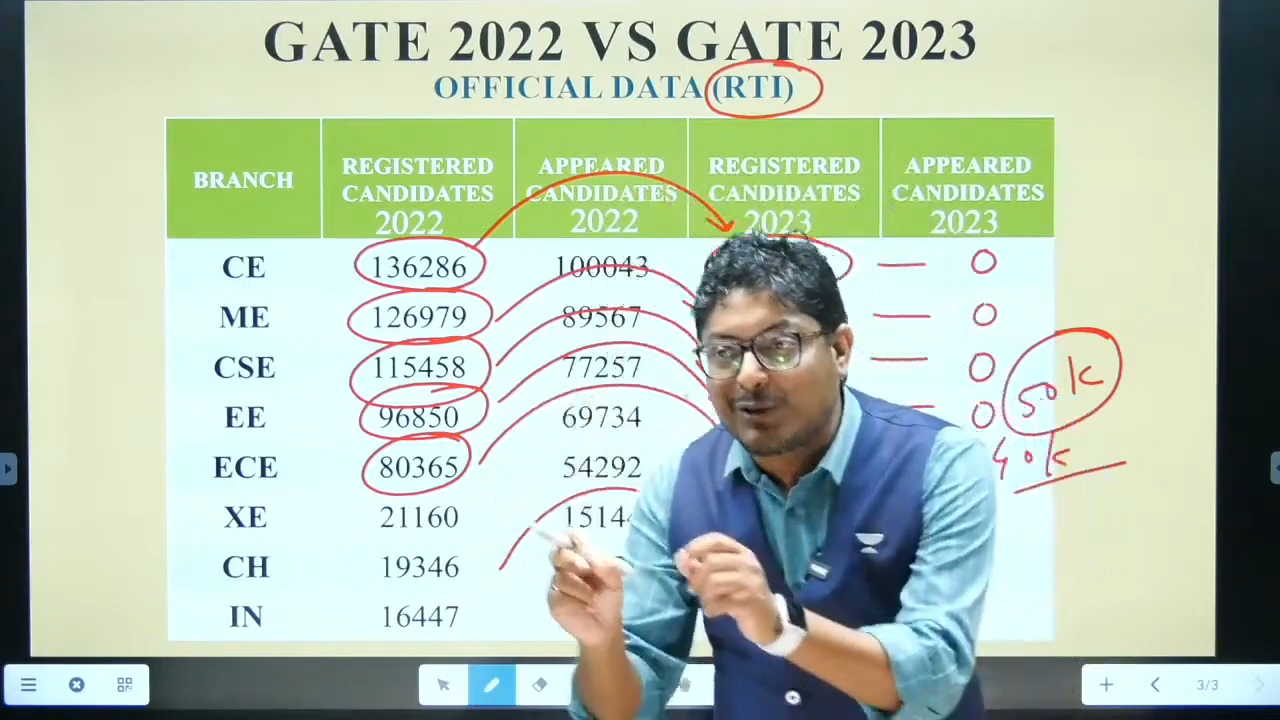 GATE 2022 VS GATE 2023
OFFICIAL DATA (RTI)
BRANCH REGISTERED CANDIDATES 2022 APPEARED CANDIDATES 2022 REGISTERED CANDIDATES 2023 APPEARED CANDIDATES 2023
CE 136286 100043 — 0
ME 126979 89567 — 0
CSE 115458 77257 — 0
EE 96850 69734 — 0
50k
ECE 80365 54292
40k
XE 21160
CH 19346
IN 16447
3/3